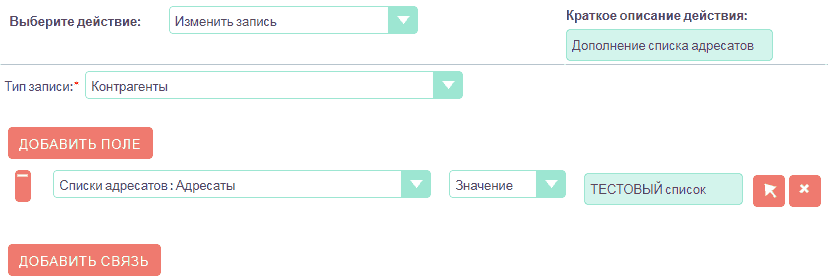 Выберите действие: Изменить запись
Краткое описание действия:
Дополнение списка адресатов
Тип записи:* Контрагенты
ДОБАВИТЬ ПОЛЕ
Списки адресатов : Адресаты Значение ТЕСТОВЫЙ список
ДОБАВИТЬ СВЯЗЬ